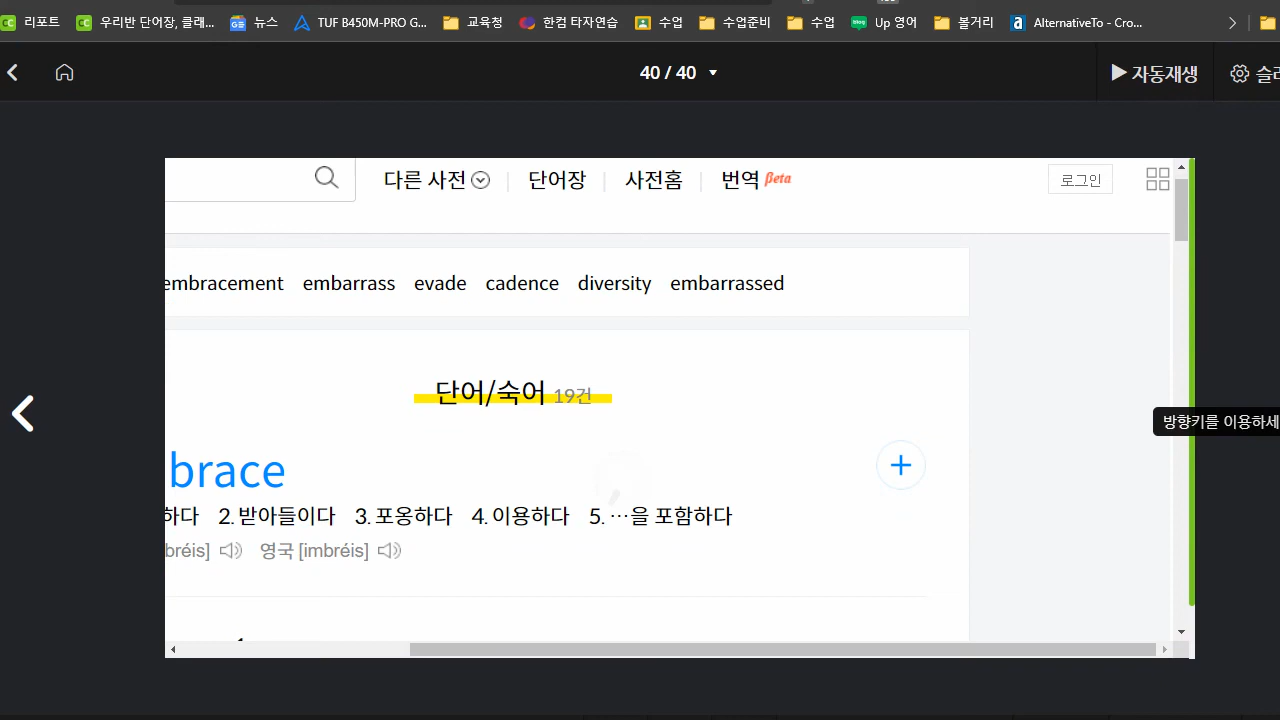 리포트 우리반 단어장, 클래... 뉴스 TUF B450M-PRO G... 교육청 한컴 타자연습 수업 수업준비 수업 Up 영어 볼거리 AlternativeTo - Cro...
40 / 40 자동재생
다른 사전 단어장 사전홈 번역 βeta 로그인
embracement embarrass evade cadence diversity embarrassed
단어/숙어 19건
방향키를 이용하세
brace
하다 2. 받아들이다 3. 포옹하다 4. 이용하다 5. …을 포함하다
bréis] 영국 [imbréis]